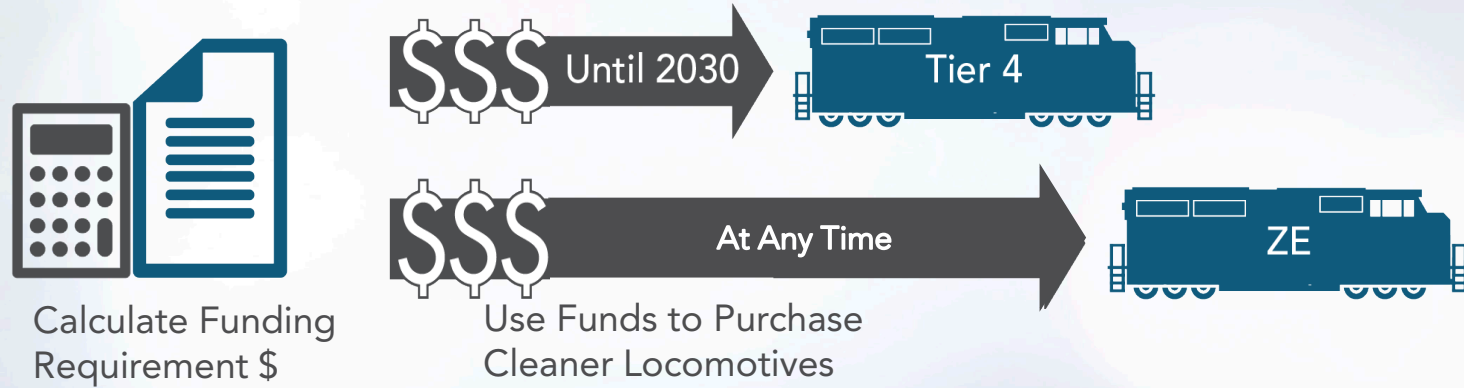 $$$ Until 2030
Tier 4
$$$ At Any Time
ZE
Calculate Funding
Requirement $
Use Funds to Purchase
Cleaner Locomotives